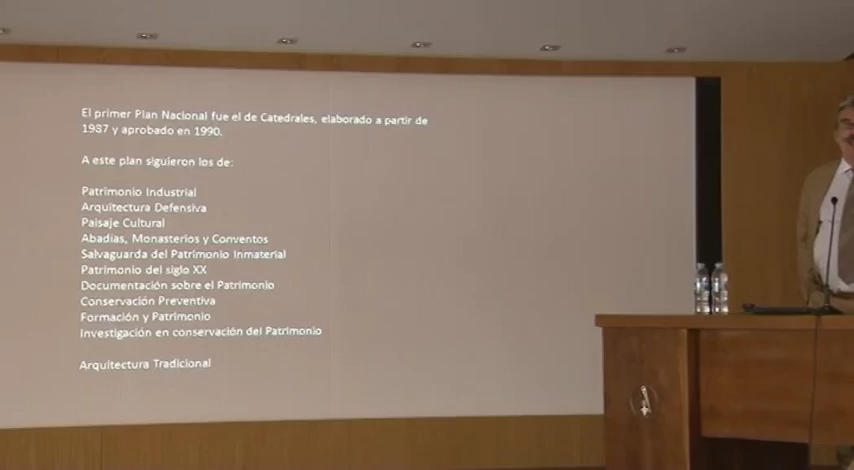 El primer Plan Nacional fue el de Catedrales, elaborado a partir de
1987 y aprobado en 1990.
A este plan siguieron los de:
Patrimonio Industrial
Arquitectura Defensiva
Paisaje Cultural
Abadías, Monasterios y Conventos
Salvaguarda del Patrimonio Inmaterial
Patrimonio del siglo XX
Documentación sobre el Patrimonio
Conservación Preventiva
Formación y Patrimonio
Investigación en conservación del Patrimonio
Arquitectura Tradicional